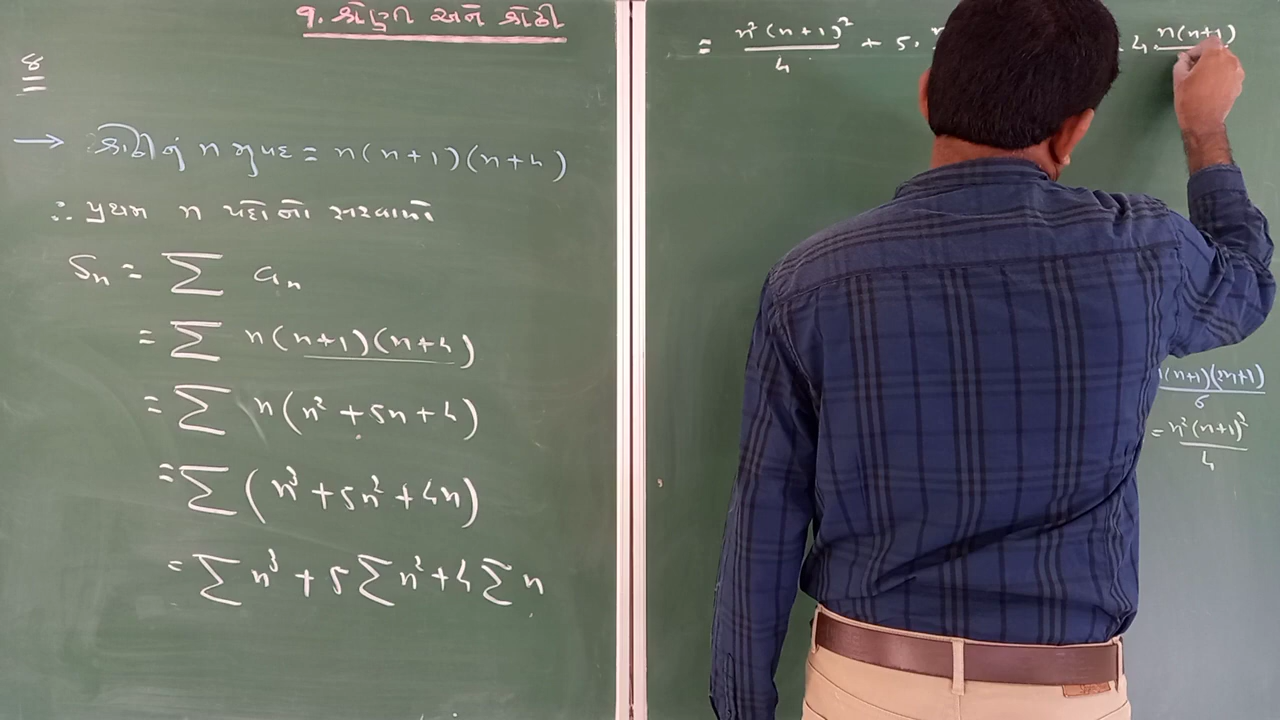 ૧. શ્રેણી અને શ્રેઢી
૪
→ શ્રેઢીનું n મુપદ = n(n+1)(n+4)
∴ પ્રથમ n પદોનો સરવાળો
Sn = ∑ an
= ∑ n(n+1)(n+4)
= ∑ n(n² + 5n + 4)
= ∑ (n³ + 5n² + 4n)
= ∑n³ + 5∑n² + 4∑n
= n²(n+1)²/4 + 5. 4. n(n+1)
(n+1)(2n+1)/6
= n²(n+1)²/4